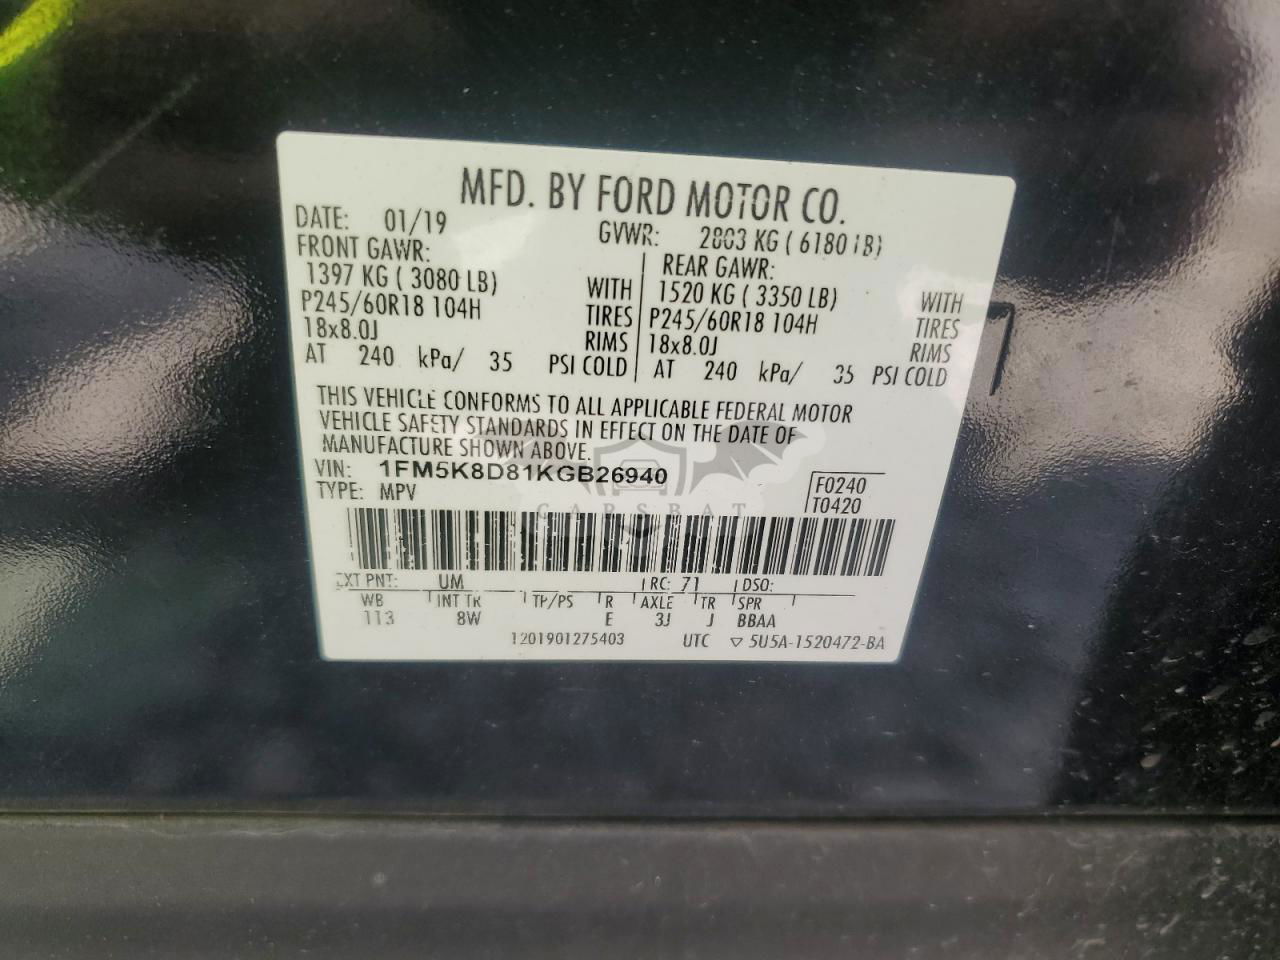 MFD. BY FORD MOTOR CO.
DATE: 01/19 GVWR: 2803 KG ( 6180 LB)
FRONT GAWR: REAR GAWR:
1397 KG ( 3080 LB) WITH 1520 KG ( 3350 LB) WITH
P245/60R18 104H TIRES P245/60R18 104H TIRES
18x8.0J RIMS 18x8.0J RIMS
AT 240 kPa/ 35 PSI COLD AT 240 kPa/ 35 PSI COLD
THIS VEHICLE CONFORMS TO ALL APPLICABLE FEDERAL MOTOR
VEHICLE SAFETY STANDARDS IN EFFECT ON THE DATE OF
MANUFACTURE SHOWN ABOVE.
VIN: 1FM5K8D81KGB26940
TYPE: MPV
F0240
T0420
CARSBAT
EXT PNT: UM RC: 71 DSO:
WB INT TR TP/PS R AXLE TR SPR
113 8W E 3J J BBAA
1201901275403 UTC ▽ 5U5A-1520472-BA